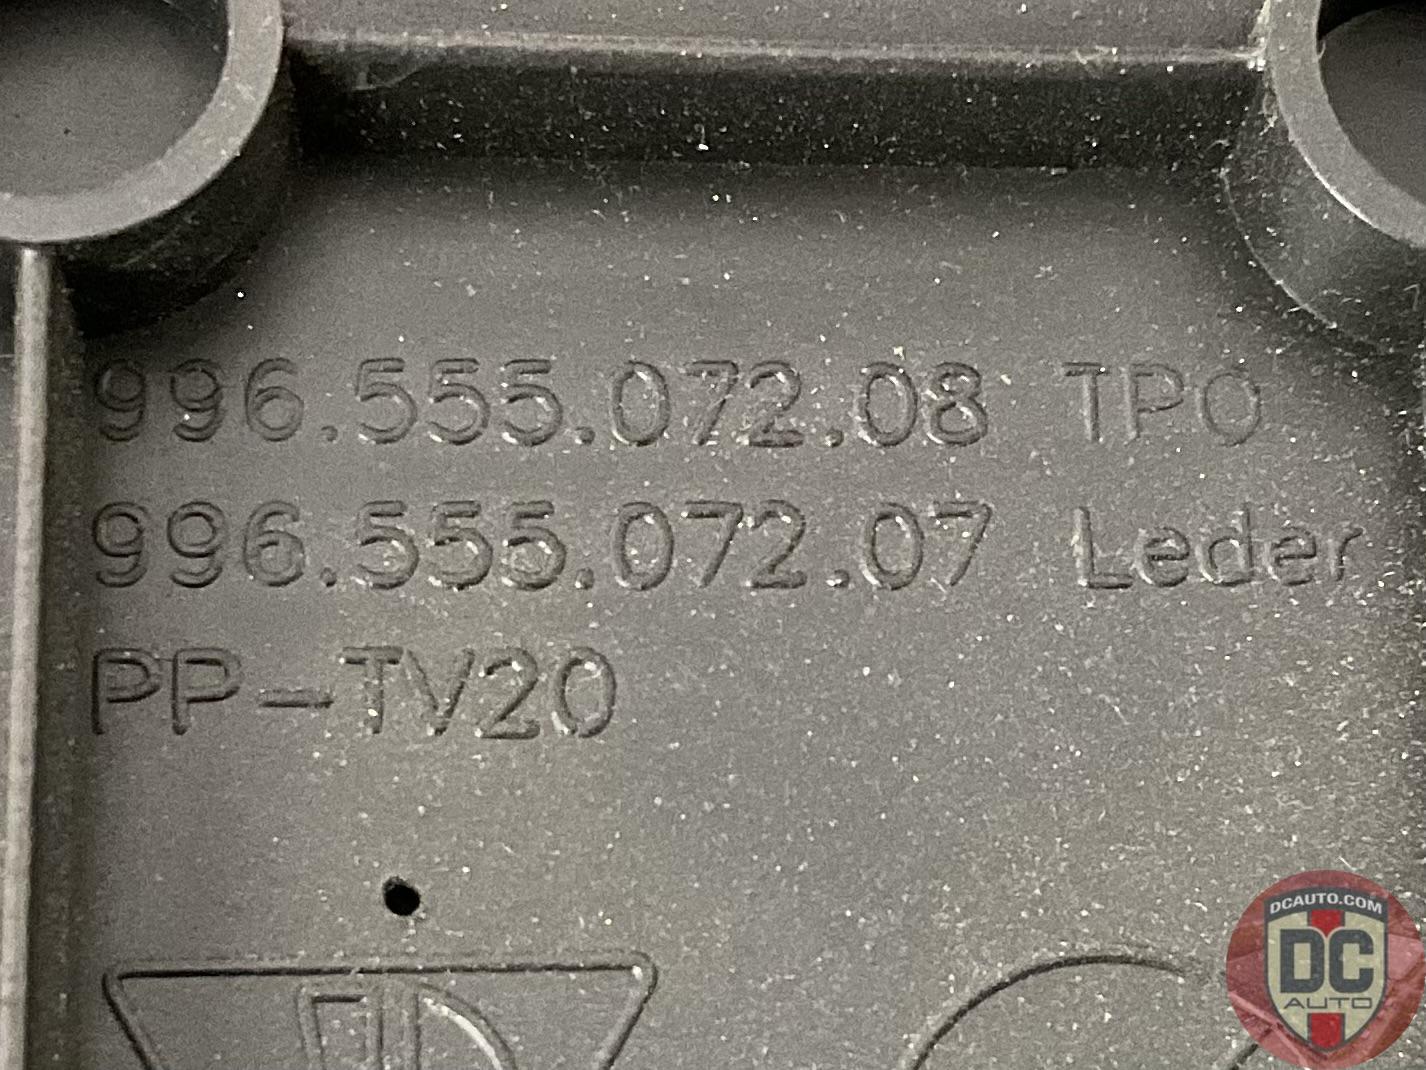 996.555.072.08 TPO
996.555.072.07 Leder
PP-TV20
DCAUTO.COM
DC
AUTO